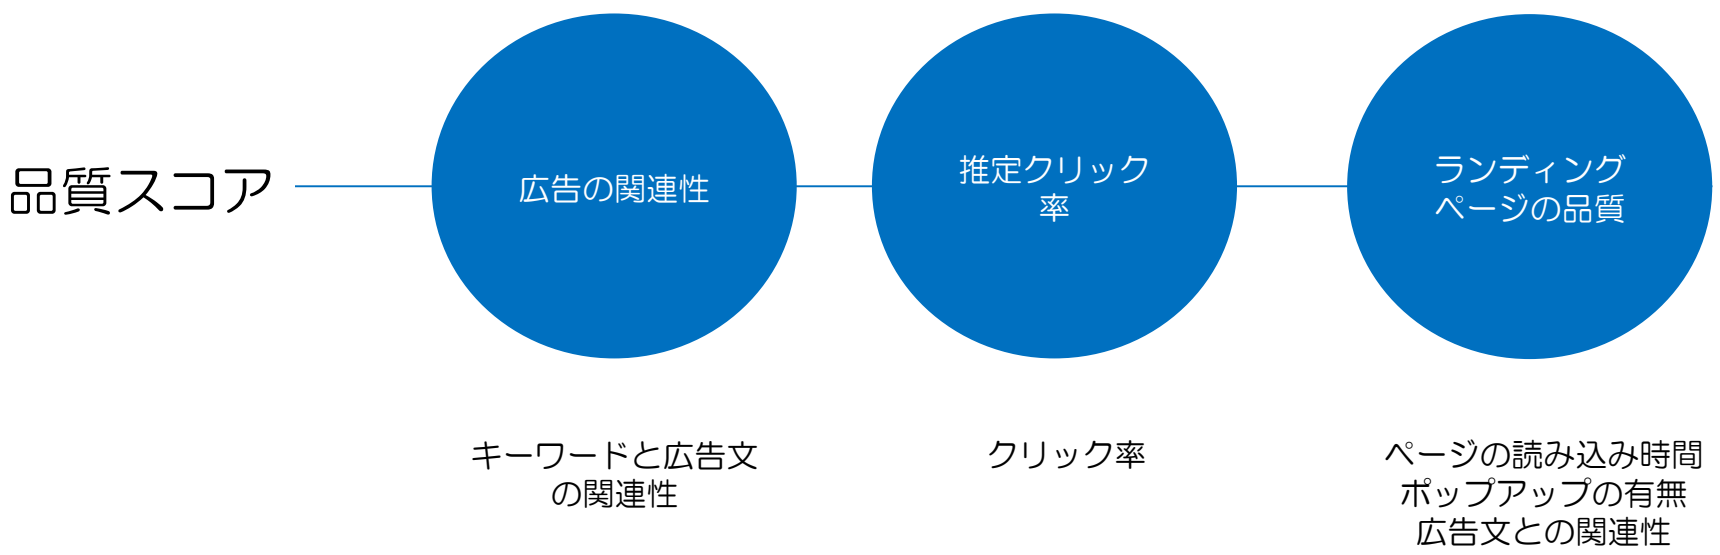 品質スコア
広告の関連性
推定クリック
率
ランディング
ページの品質
キーワードと広告文
の関連性
クリック率
ページの読み込み時間
ポップアップの有無
広告文との関連性